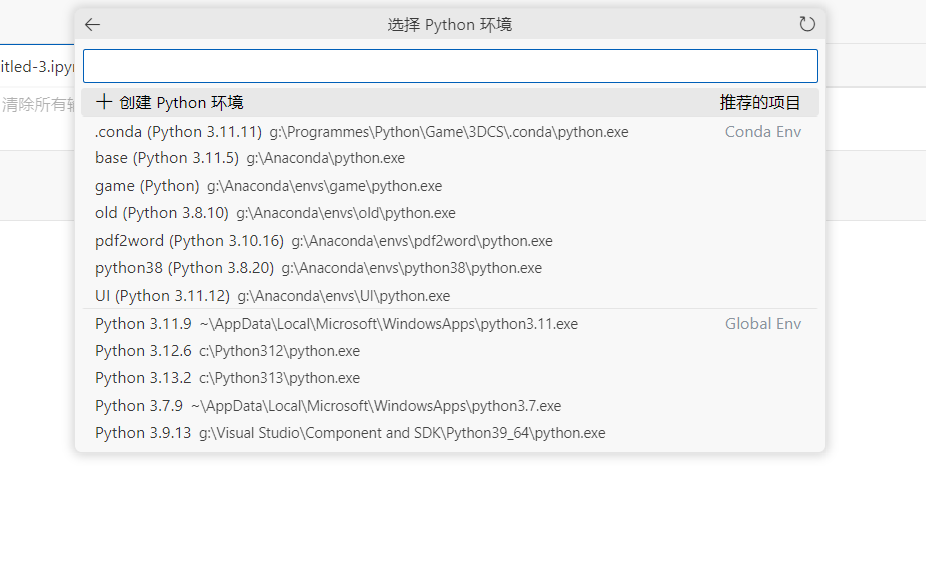 选择 Python 环境
itled-3.ipyn
清除所有输
创建 Python 环境 推荐的项目
.conda (Python 3.11.11) g:\Programmes\Python\Game\3DCS\.conda\python.exe Conda Env
base (Python 3.11.5) g:\Anaconda\python.exe
game (Python) g:\Anaconda\envs\game\python.exe
old (Python 3.8.10) g:\Anaconda\envs\old\python.exe
pdf2word (Python 3.10.16) g:\Anaconda\envs\pdf2word\python.exe
python38 (Python 3.8.20) g:\Anaconda\envs\python38\python.exe
UI (Python 3.11.12) g:\Anaconda\envs\UI\python.exe
Python 3.11.9 ~\AppData\Local\Microsoft\WindowsApps\python3.11.exe Global Env
Python 3.12.6 c:\Python312\python.exe
Python 3.13.2 c:\Python313\python.exe
Python 3.7.9 ~\AppData\Local\Microsoft\WindowsApps\python3.7.exe
Python 3.9.13 g:\Visual Studio\Component and SDK\Python39_64\python.exe